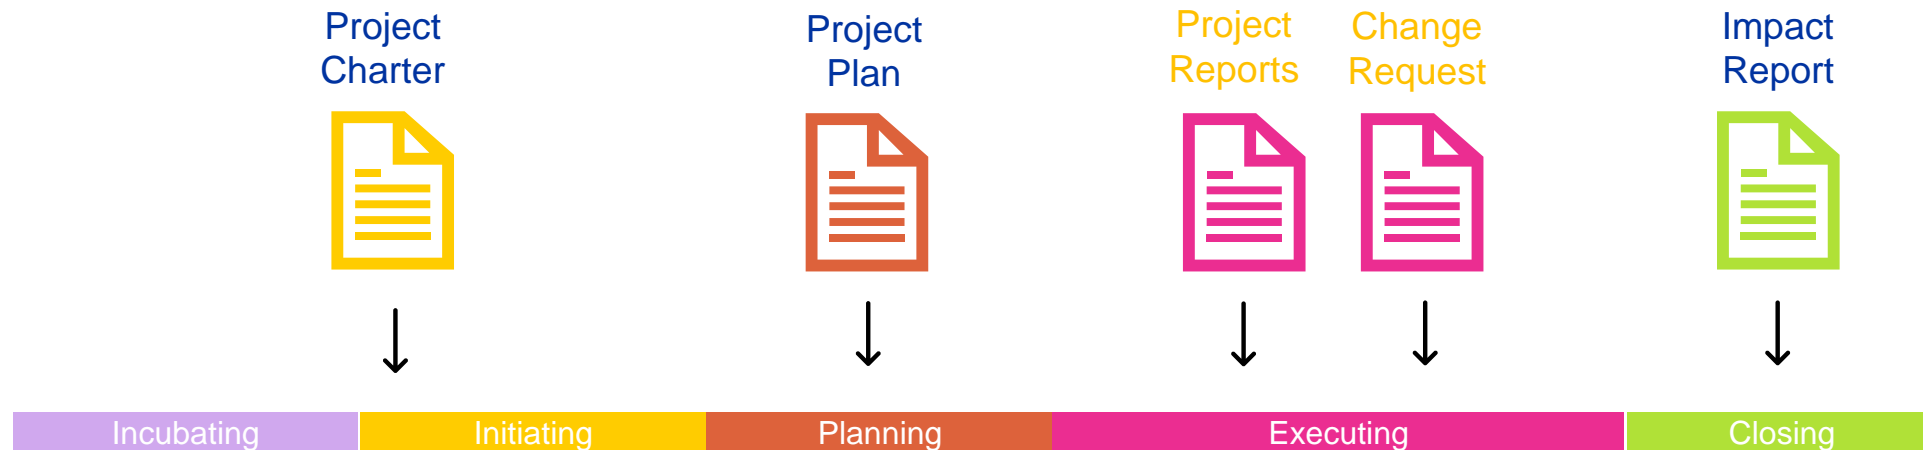 Project
Charter
Project
Plan
Project
Reports
Change
Request
Impact
Report
Incubating
Initiating
Planning
Executing
Closing